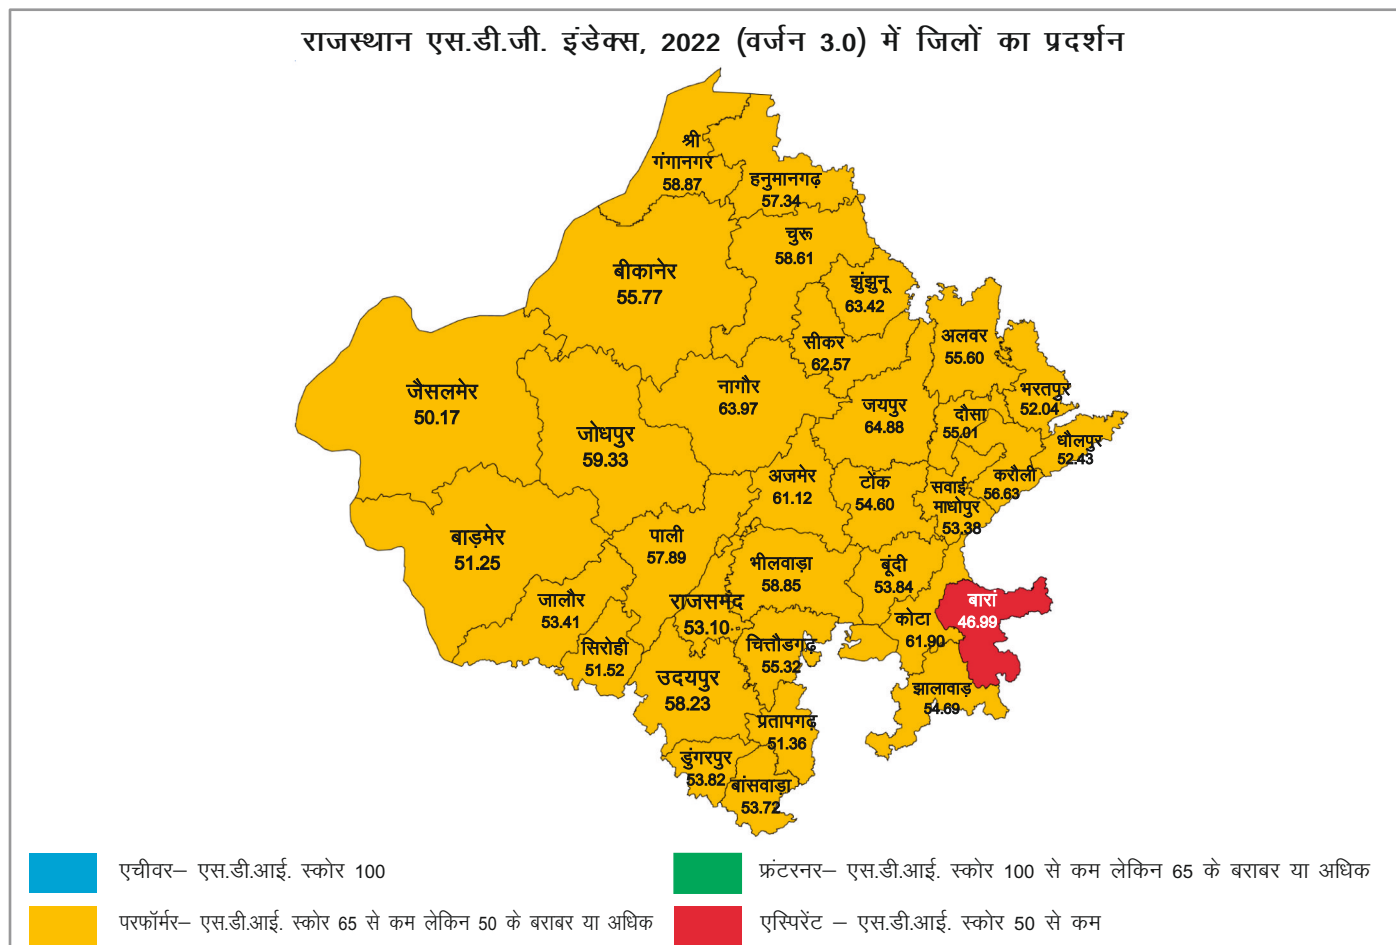 राजस्थान एस.डी.जी. इंडेक्स, 2022 (वर्जन 3.0) में जिलों का प्रदर्शन
श्री
गंगानगर
58.87
हनुमानगढ़
57.34
चुरू
58.61
बीकानेर
55.77
झुंझुनू
63.42
सीकर
62.57
अलवर
55.60
जैसलमेर
50.17
नागौर
63.97
भरतपुर
52.04
जयपुर
64.88
दौसा
55.01
जोधपुर
59.33
धौलपुर
52.43
अजमेर
61.12
टोंक
54.60
करौली
56.63
सवाई
माधोपुर
53.38
बाड़मेर
51.25
पाली
57.89
भीलवाड़ा
58.85
बूंदी
53.84
जालौर
53.41
राजसमंद
53.10
बारां
46.99
कोटा
61.90
सिरोही
51.52
चित्तौडगढ़
55.32
उदयपुर
58.23
झालावाड़
54.69
प्रतापगढ़
51.36
डुंगरपुर
53.82
बांसवाड़ा
53.72
एचीवर– एस.डी.आई. स्कोर 100
फ्रंटरनर– एस.डी.आई. स्कोर 100 से कम लेकिन 65 के बराबर या अधिक
परफॉर्मर– एस.डी.आई. स्कोर 65 से कम लेकिन 50 के बराबर या अधिक
एस्पिरेंट – एस.डी.आई. स्कोर 50 से कम